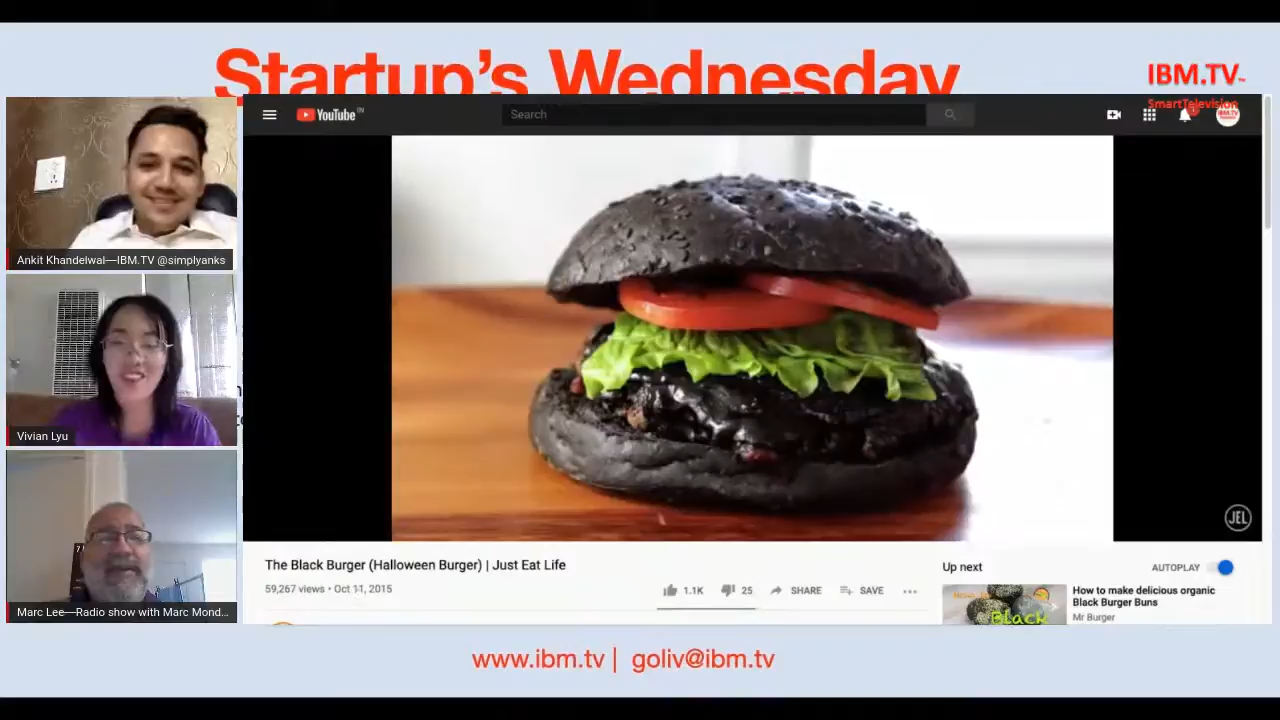 Startup's Wednesday
IBM.TV
SmartTelevision
YouTube IN
Search
Ankit Khandelwal—IBM.TV @simplyanks
Vivian Lyu
Marc Lee—Radio show with Marc Mond...
JEL
The Black Burger (Halloween Burger) | Just Eat Life
59,267 views • Oct 11, 2015
1.1K
25
SHARE
SAVE
Up next
AUTOPLAY
How to make delicious organic
Black Burger Buns
Mr Burger
Black
www.ibm.tv | goliv@ibm.tv